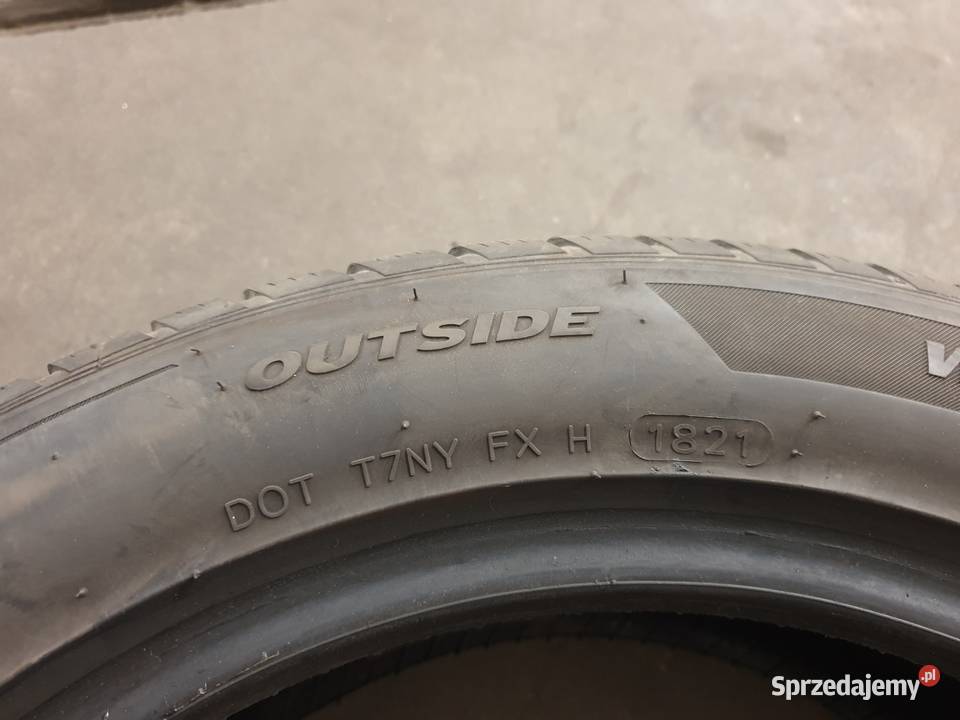 OUTSIDE
DOT T7NY FX H 1821
Sprzedajemy.pl